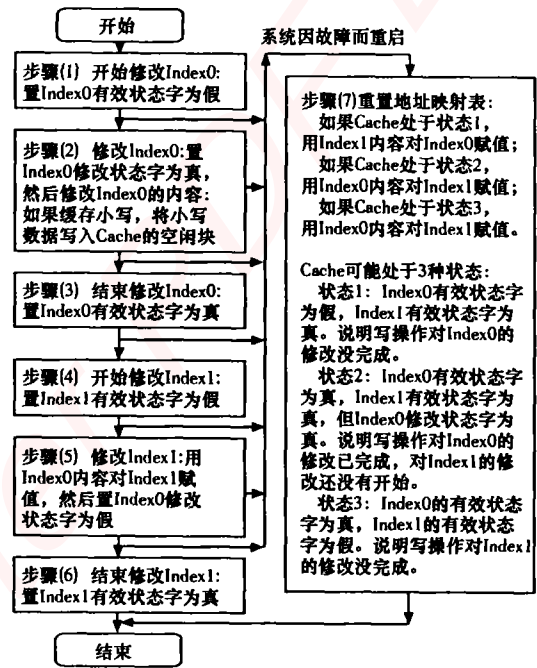 开始
步骤(1) 开始修改Index0:
置Index0有效状态字为假
步骤(2) 修改Index0:置
Index0修改状态字为真,
然后修改Index0的内容:
如果缓存小写，将小写
数据写入Cache的空闲块
步骤(3) 结束修改Index0:
置Index0有效状态字为真
步骤(4) 开始修改Index1:
置Index1有效状态字为假
步骤(5) 修改Index1:用
Index0内容对Index1赋
值，然后置Index0修改
状态字为假
步骤(6) 结束修改Index1:
置Index1有效状态字为真
结束
系统因故障而重启
步骤(7)重置地址映射表:
如果Cache处于状态1,
用Index1内容对Index0赋值;
如果Cache处于状态2,
用Index0内容对Index1赋值;
如果Cache处于状态3,
用Index0内容对Index1赋值。
Cache可能处于3种状态:
状态1: Index0有效状态字
为假，Index1有效状态字为
真。说明写操作对Index0的
修改没完成。
状态2: Index0有效状态字
为真，Index1有效状态字为
真，但Index0修改状态字为
真。说明写操作对Index0的
修改已完成，对Index1的修
改还没有开始。
状态3: Index0的有效状态
字为真，Index1的有效状态
字为假。说明写操作对Index1
的修改没完成。